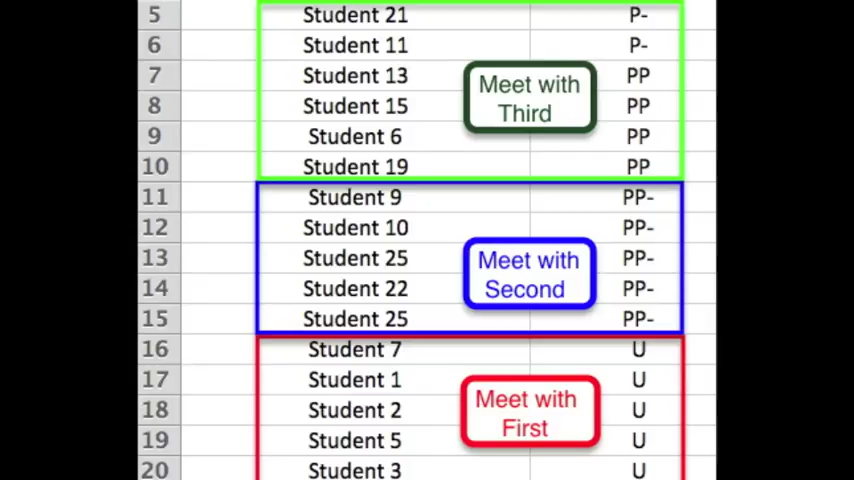 5 Student 21 P-
6 Student 11 P-
7 Student 13 PP
8 Student 15 PP
9 Student 6 PP
10 Student 19 PP
Meet with
Third
11 Student 9 PP-
12 Student 10 PP-
13 Student 25 PP-
14 Student 22 PP-
15 Student 25 PP-
Meet with
Second
16 Student 7 U
17 Student 1 U
18 Student 2 U
19 Student 5 U
20 Student 3 U
Meet with
First